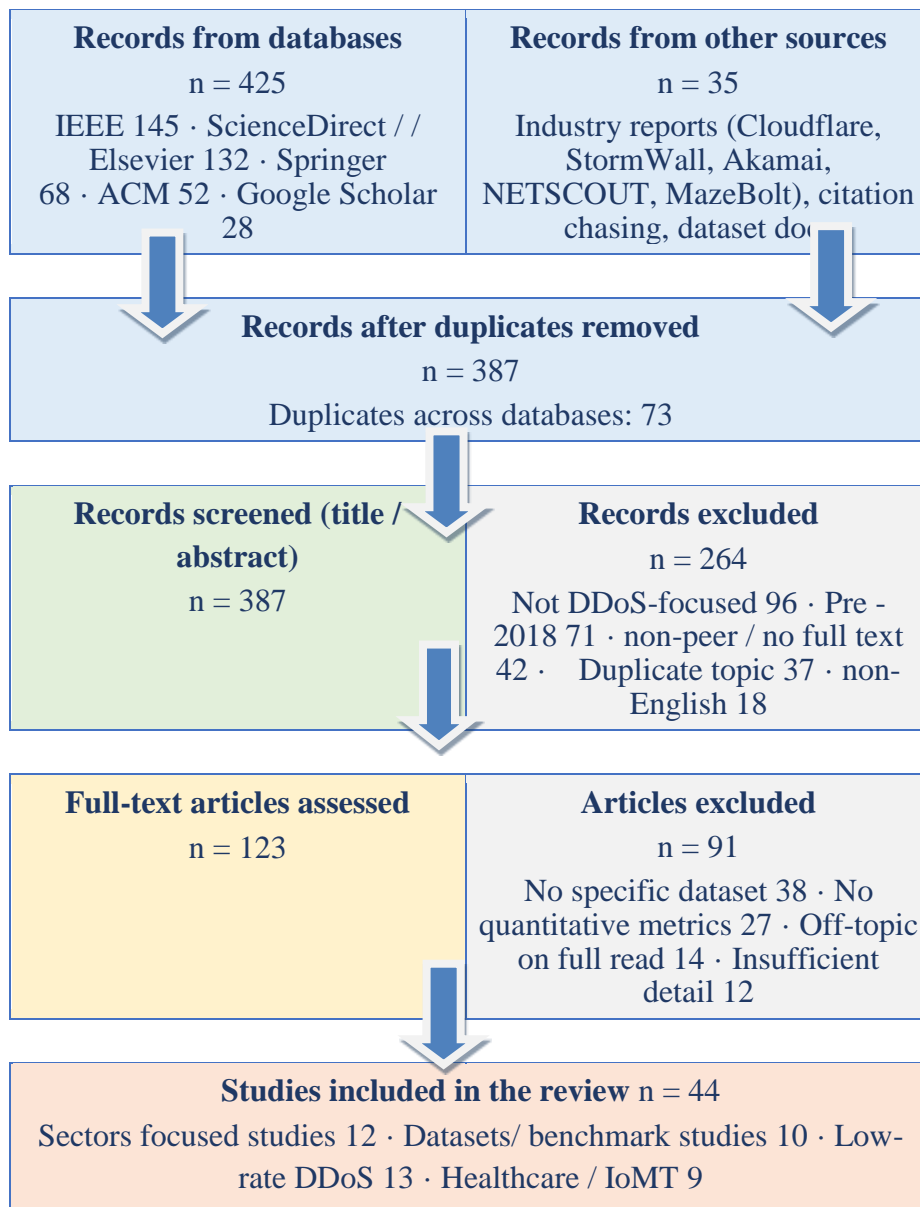 Records from databases
n = 425
IEEE 145 · ScienceDirect / /
Elsevier 132 · Springer
68 · ACM 52 · Google Scholar
28
Records from other sources
n = 35
Industry reports (Cloudflare,
StormWall, Akamai,
NETSCOUT, MazeBolt), citation
chasing, dataset
Records after duplicates removed
n = 387
Duplicates across databases: 73
Records screened (title /
abstract)
n = 387
Records excluded
n = 264
Not DDoS-focused 96 · Pre -
2018 71 · non-peer / no full text
42 · Duplicate topic 37 · non-
English 18
Full-text articles assessed
n = 123
Articles excluded
n = 91
No specific dataset 38 · No
quantitative metrics 27 · Off-topic
on full read 14 · Insufficient
detail 12
Studies included in the review n = 44
Sectors focused studies 12 · Datasets/ benchmark studies 10 · Low-
rate DDoS 13 · Healthcare / IoMT 9